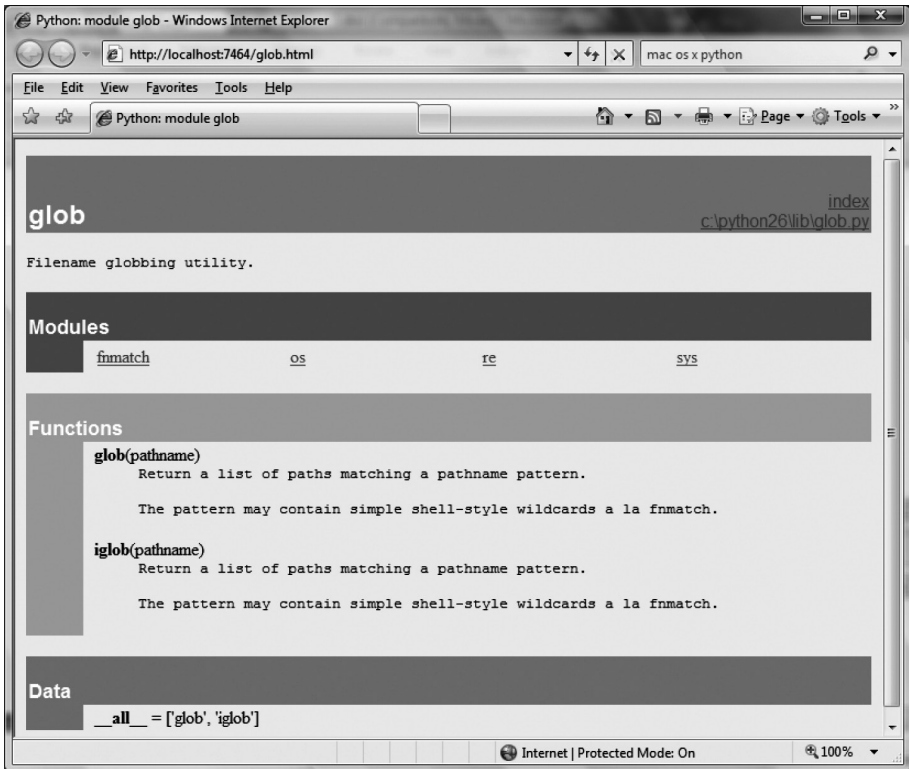 Python: module glob - Windows Internet Explorer
http://localhost:7464/glob.html
mac os x python
File Edit View Favorites Tools Help
Python: module glob
Page Tools »
glob
index
c:\python26\lib\glob.py
Filename globbing utility.
Modules
fnmatch os re sys
Functions
glob(pathname)
Return a list of paths matching a pathname pattern.
The pattern may contain simple shell-style wildcards a la fnmatch.
iglob(pathname)
Return a list of paths matching a pathname pattern.
The pattern may contain simple shell-style wildcards a la fnmatch.
Data
__all__ = ['glob', 'iglob']
Internet | Protected Mode: On
100%